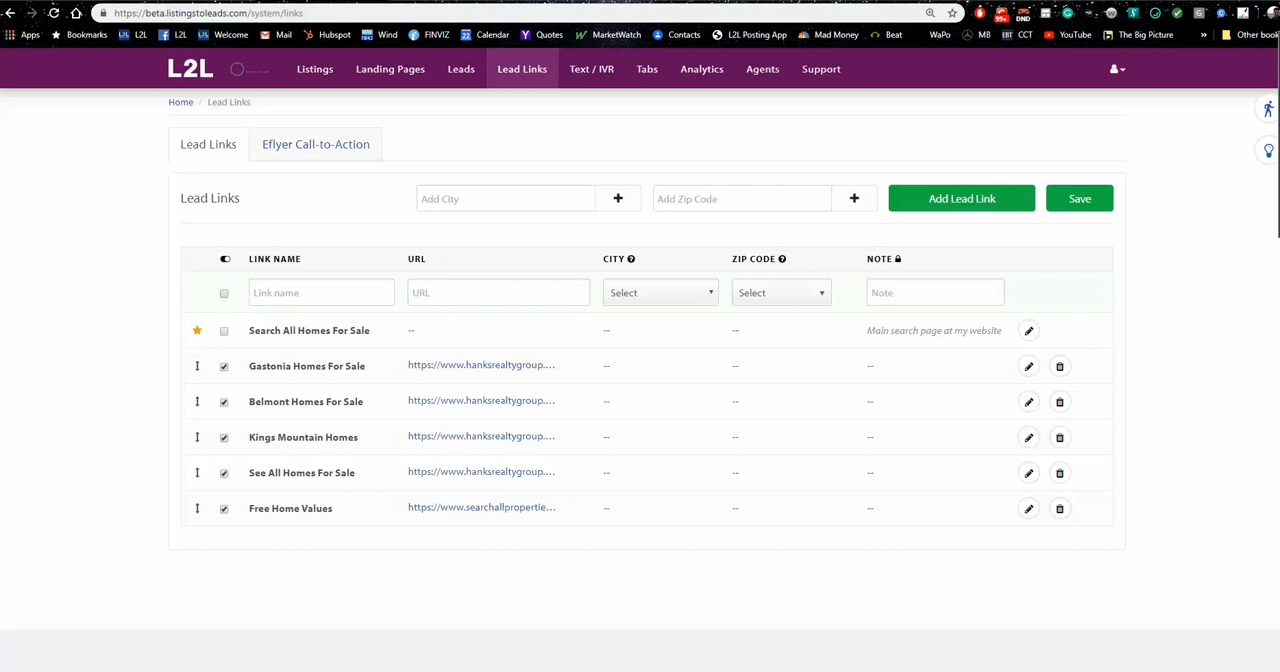 https://beta.listingstoleads.com/system/links
Apps Bookmarks L2L L2L Welcome Mail Hubspot Wind FINVIZ Calendar Quotes MarketWatch Contacts L2L Posting App Mad Money Beat WaPo MB CCT YouTube The Big Picture » Other book
L2L Listings Landing Pages Leads Lead Links Text / IVR Tabs Analytics Agents Support
Home / Lead Links
Lead Links Eflyer Call-to-Action
Lead Links Add City Add Zip Code Add Lead Link Save
LINK NAME URL CITY ZIP CODE NOTE
Link name URL Select Select Note
Search All Homes For Sale -- -- -- Main search page at my website
Gastonia Homes For Sale https://www.hanksrealtygroup.... -- -- --
Belmont Homes For Sale https://www.hanksrealtygroup.... -- -- --
Kings Mountain Homes https://www.hanksrealtygroup.... -- -- --
See All Homes For Sale https://www.hanksrealtygroup.... -- -- --
Free Home Values https://www.searchallpropertie... -- -- --